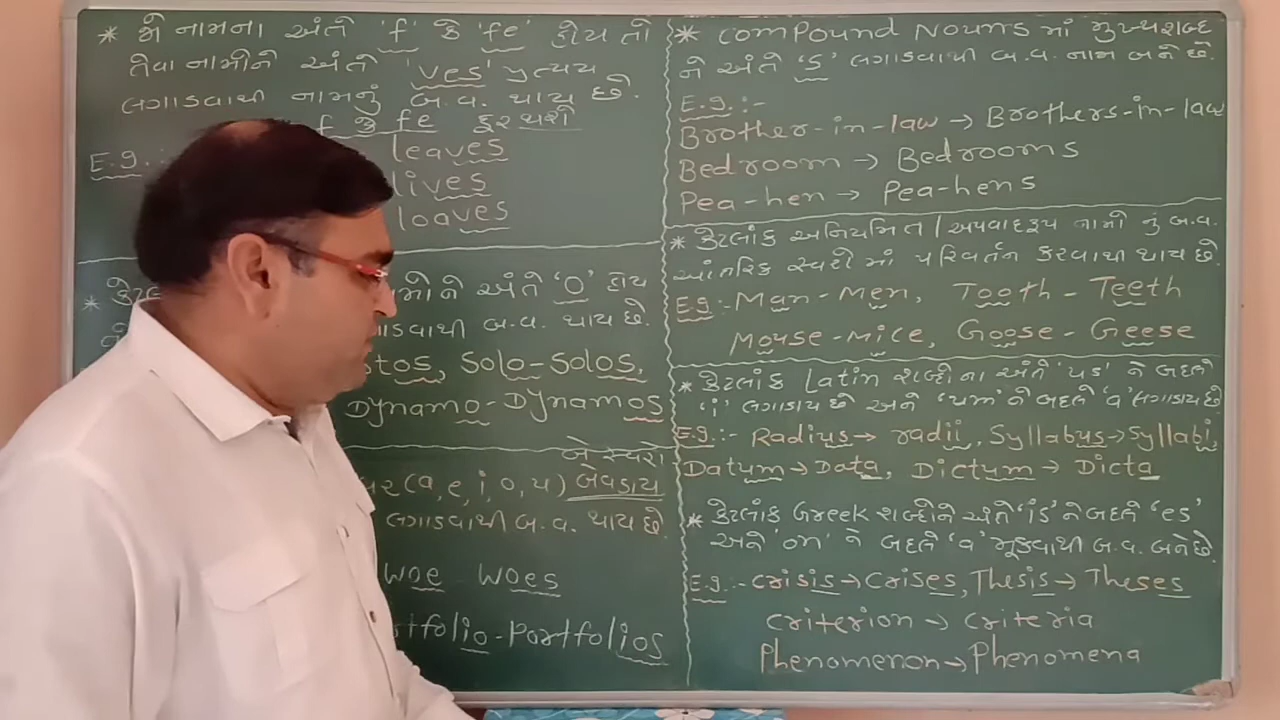 * જે નામના અંતે 'f' કે 'fe' હોય તો
તેવા નામોને અંતે 'ves' પ્રત્યય
લગાડવાથી નામનું બ.વ. થાય છે.
f કે fe દૂર થશે
E.g.:
leaves
lives
loaves
* કેટલાંક નામોને અંતે 'O' હોય
લગાડવાથી બ.વ. થાય છે.
tos, Solo-Solos,
Dynamo-Dynamos
બે સ્વરો
(a, e, i, o, u) બેવડાય
લગાડવાથી બ.વ. થાય છે
woe - woes
tfolio-Portfolios
* Compound Nouns માં મુખ્યશબ્દ
ને અંતે 's' લગાડવાથી બ.વ. નામ બને છે.
E.g.:-
Brother-in-law → Brothers-in-law
Bedroom → Bedrooms
Pea-hen → Pea-hens
* કેટલાંક અનિયમિત/અપવાદરૂપ નામો નું બ.વ.
આંતરિક સ્વરો માં પરિવર્તન કરવાથી થાય છે.
E.g:- Man-Men, Tooth-Teeth
Mouse-mice, Goose-Geese
* કેટલાંક Latin શબ્દોના અંતે 'us' ને બદલે
'i' લગાડાય છે અને 'um' ને બદલે 'a' લગાડાય છે
E.g.:- Radius → radii, Syllabus → Syllabi,
Datum → Data, Dictum → Dicta
* કેટલાંક Greek શબ્દોને અંતે 'is' ને બદલે 'es'
અને 'on' ને બદલે 'a' મૂકવાથી બ.વ. બને છે.
E.g.:- crisis → Crises, Thesis → Theses
criterion → criteria
Phenomenon → Phenomena